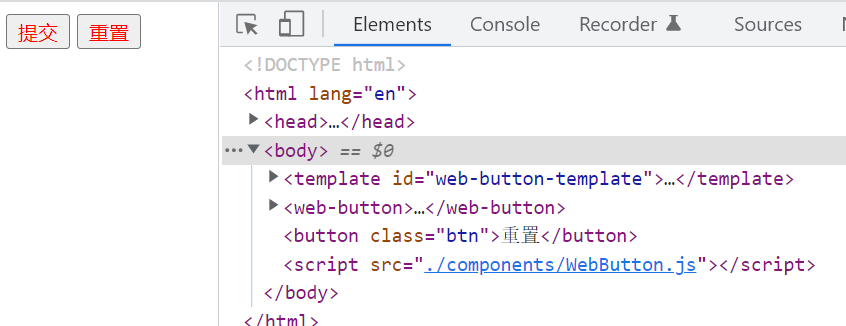 提交 重置
Elements Console Recorder Sources
<!DOCTYPE html>
<html lang="en">
<head>…</head>
<body> == $0
<template id="web-button-template">…</template>
<web-button>…</web-button>
<button class="btn">重置</button>
<script src="./components/WebButton.js"></script>
</body>
</html>